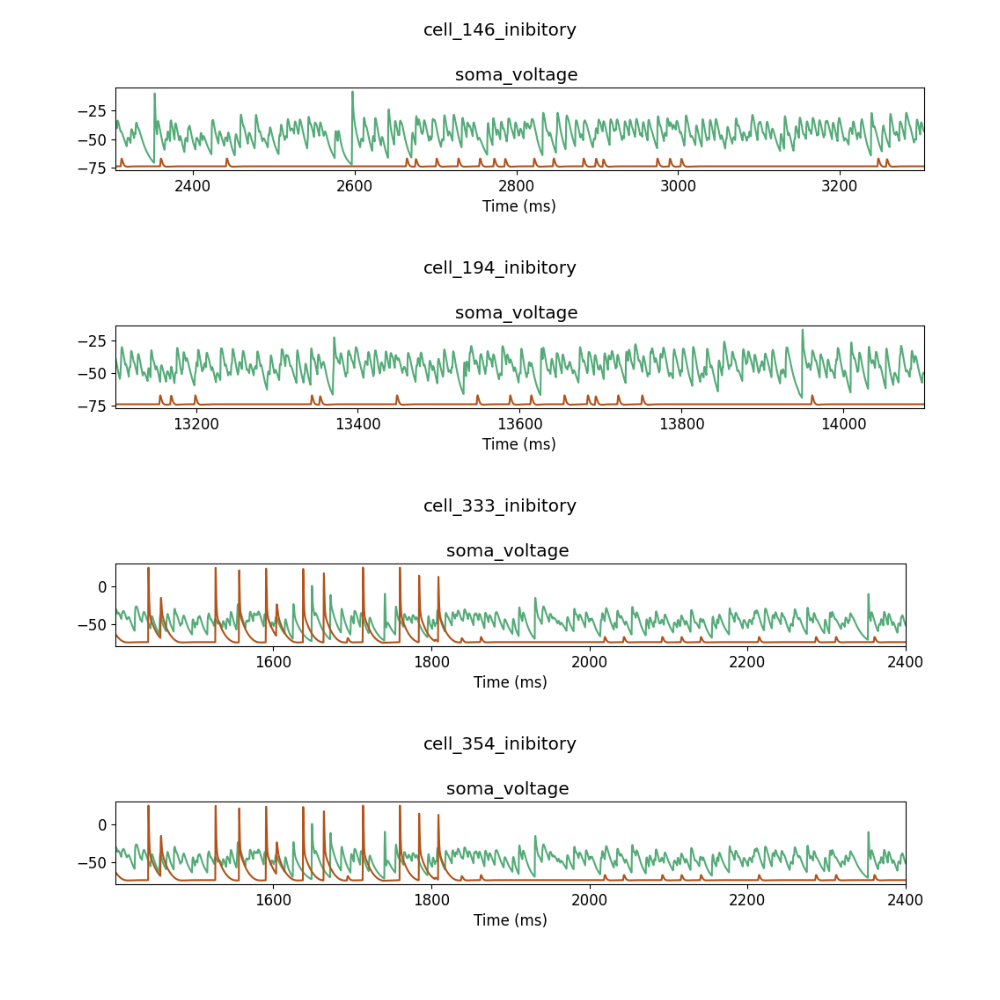 cell_146_inibitory
soma_voltage
−25
−50
−75
2400 2600 2800 3000 3200
Time (ms)
cell_194_inibitory
soma_voltage
−25
−50
−75
13200 13400 13600 13800 14000
Time (ms)
cell_333_inibitory
soma_voltage
0
−50
1600 1800 2000 2200 2400
Time (ms)
cell_354_inibitory
soma_voltage
0
−50
1600 1800 2000 2200 2400
Time (ms)